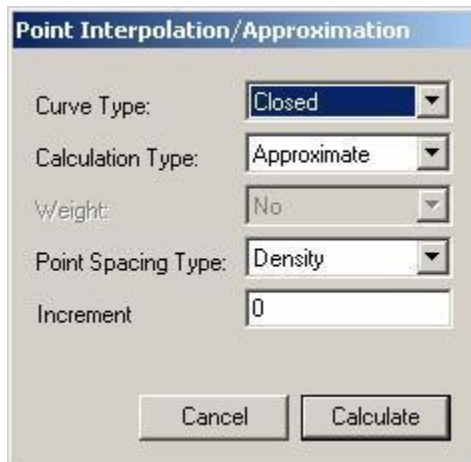 Point Interpolation/Approximation
Curve Type: Closed
Calculation Type: Approximate
Weight: No
Point Spacing Type: Density
Increment 0
Cancel Calculate